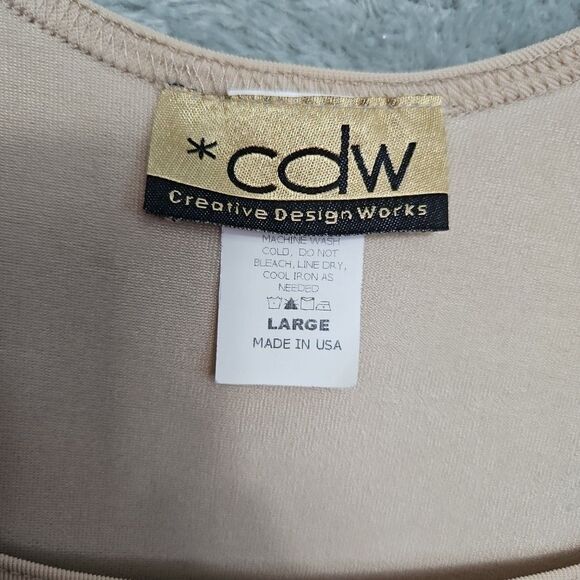 *cdw
Creative Design Works
MACHINE WASH
COLD, DO NOT
BLEACH, LINE DRY,
COOL IRON AS
NEEDED
LARGE
MADE IN USA